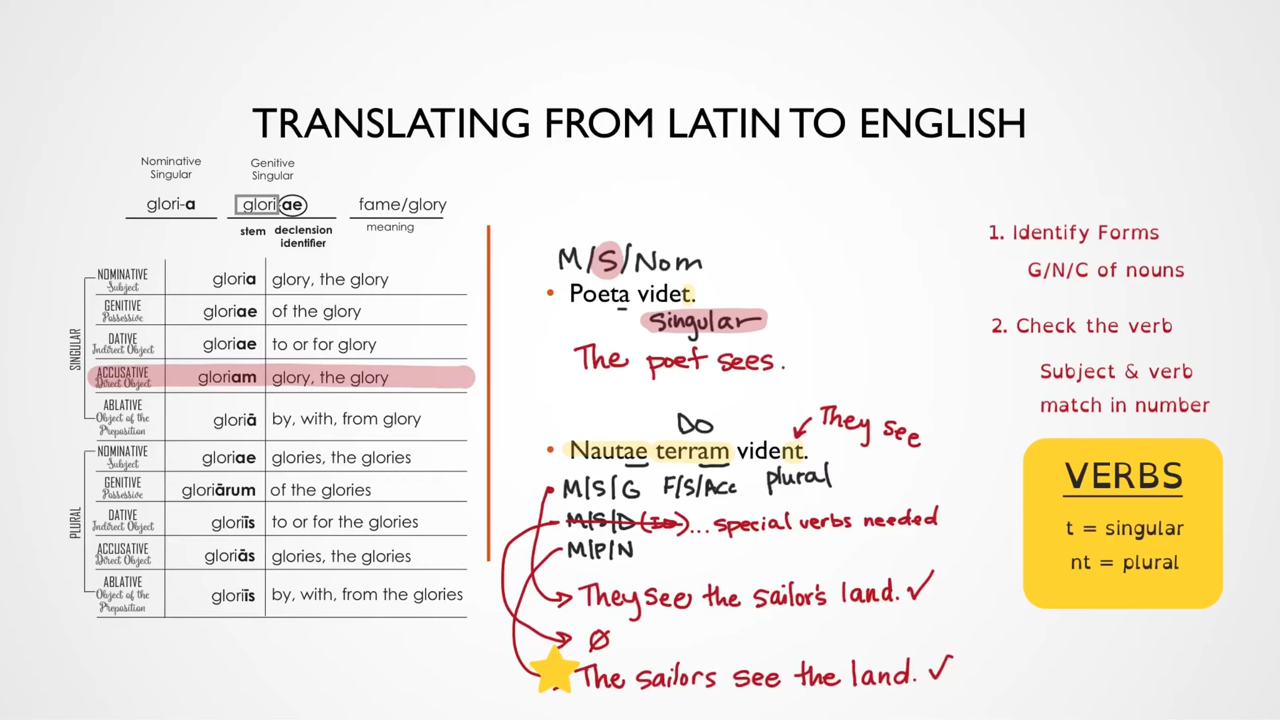 TRANSLATING FROM LATIN TO ENGLISH
Nominative
Singular
Genitive
Singular
glori-a
gloriae
fame/glory
stem
declension
identifier
meaning
SINGULAR
NOMINATIVE
Subject
gloria
glory, the glory
GENITIVE
Possessive
gloriae
of the glory
DATIVE
Indirect Object
gloriae
to or for glory
ACCUSATIVE
Direct Object
gloriam
glory, the glory
ABLATIVE
Object of the
Preposition
gloriā
by, with, from glory
PLURAL
NOMINATIVE
Subject
gloriae
glories, the glories
GENITIVE
Possessive
gloriārum
of the glories
DATIVE
Indirect Object
gloriīs
to or for the glories
ACCUSATIVE
Direct Object
gloriās
glories, the glories
ABLATIVE
Object of the
Preposition
gloriīs
by, with, from the glories
M/S/Nom
• Poeta videt.
Singular
The poet sees.
DO
They see
• Nautae terram vident.
M/S/G F/S/Acc plural
M/S/D (IO)... special verbs needed
M/P/N
They see the sailor's land. ✓
Ø
The sailors see the land. ✓
1. Identify Forms
G/N/C of nouns
2. Check the verb
Subject & verb
match in number
VERBS
t = singular
nt = plural